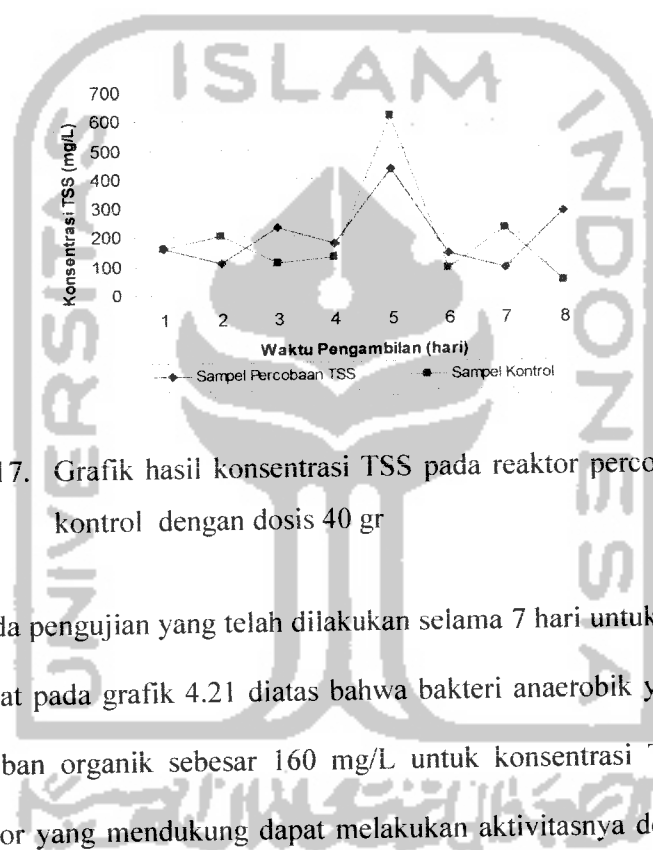 ISLAM
UNIVERSITAS
INDONESIA
700
600
500
400
300
200
100
0
Konsentrasi TSS (mg/L)
1 2 3 4 5 6 7 8
Waktu Pengambilan (hari)
Sampel Percobaan TSS Sampel Kontrol
17. Grafik hasil konsentrasi TSS pada reaktor perco
kontrol dengan dosis 40 gr
da pengujian yang telah dilakukan selama 7 hari untuk
at pada grafik 4.21 diatas bahwa bakteri anaerobik y
ban organik sebesar 160 mg/L untuk konsentrasi T
or yang mendukung dapat melakukan aktivitasnya de